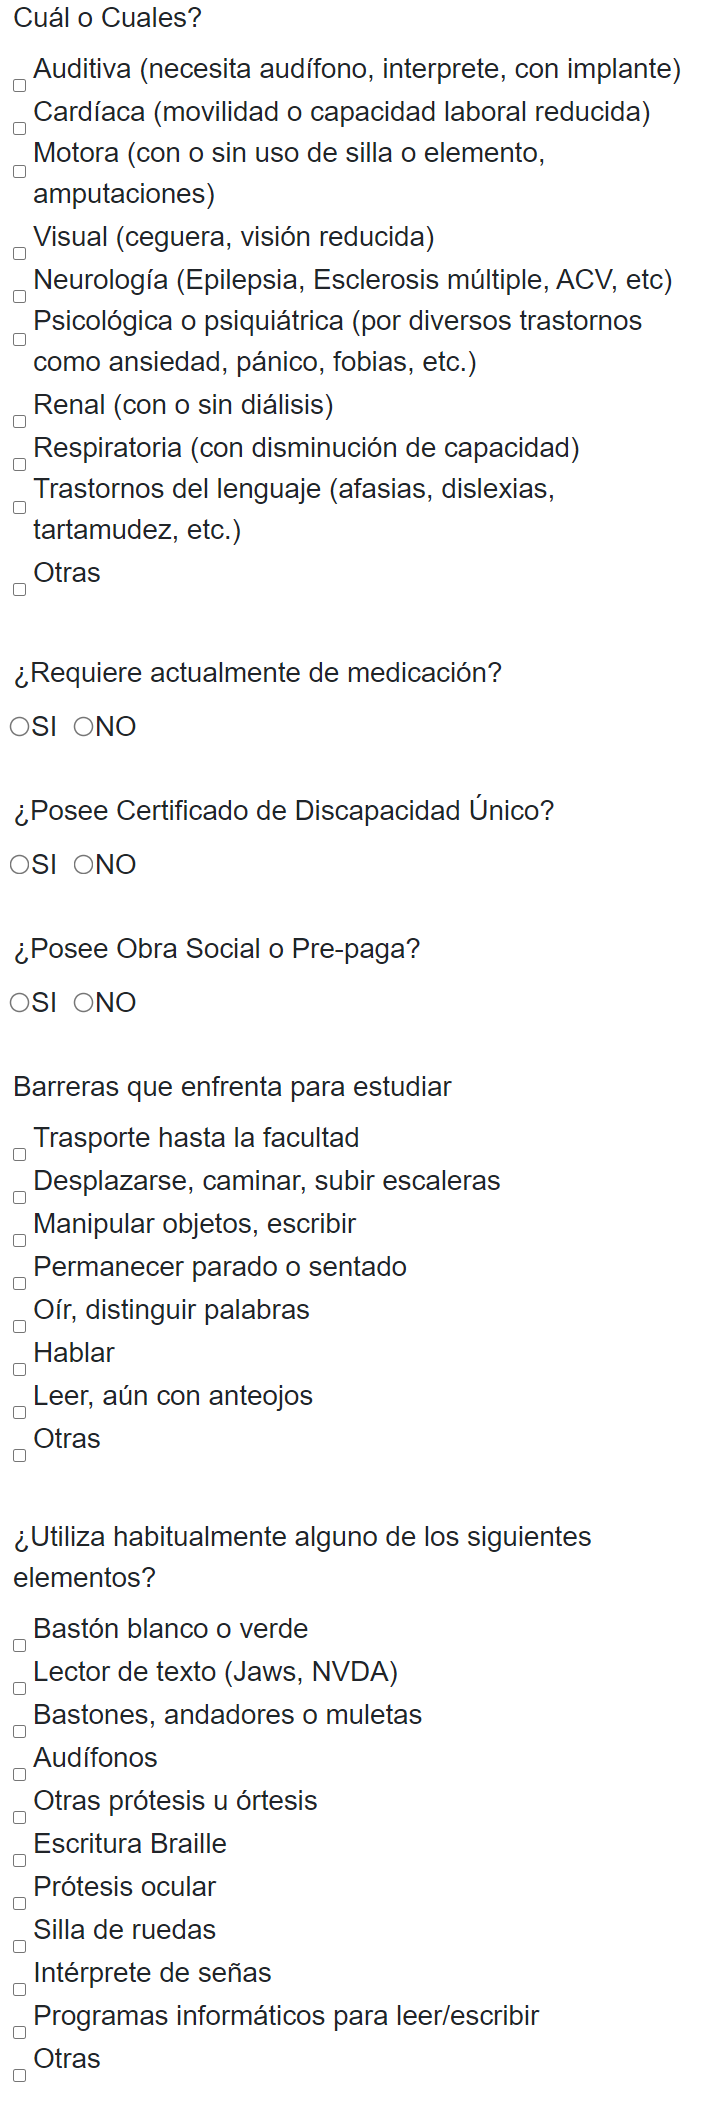 Cuál o Cuales?
Auditiva (necesita audífono, interprete, con implante)
Cardíaca (movilidad o capacidad laboral reducida)
Motora (con o sin uso de silla o elemento,
amputaciones)
Visual (ceguera, visión reducida)
Neurología (Epilepsia, Esclerosis múltiple, ACV, etc)
Psicológica o psiquiátrica (por diversos trastornos
como ansiedad, pánico, fobias, etc.)
Renal (con o sin diálisis)
Respiratoria (con disminución de capacidad)
Trastornos del lenguaje (afasias, dislexias,
tartamudez, etc.)
Otras
¿Requiere actualmente de medicación?
SI NO
¿Posee Certificado de Discapacidad Único?
SI NO
¿Posee Obra Social o Pre-paga?
SI NO
Barreras que enfrenta para estudiar
Trasporte hasta la facultad
Desplazarse, caminar, subir escaleras
Manipular objetos, escribir
Permanecer parado o sentado
Oír, distinguir palabras
Hablar
Leer, aún con anteojos
Otras
¿Utiliza habitualmente alguno de los siguientes
elementos?
Bastón blanco o verde
Lector de texto (Jaws, NVDA)
Bastones, andadores o muletas
Audífonos
Otras prótesis u órtesis
Escritura Braille
Prótesis ocular
Silla de ruedas
Intérprete de señas
Programas informáticos para leer/escribir
Otras